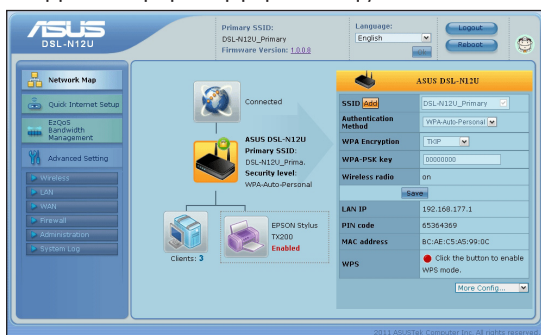 ASUS
DSL-N12U
Primary SSID:
DSL-N12U_Primary
Firmware Version: 1.0.0.8
Language:
English
Ok
Logout
Reboot
Network Map
Quick Internet Setup
EzQoS
Bandwidth
Management
Advanced Setting
Wireless
LAN
WAN
Firewall
Administration
System Log
Connected
ASUS DSL-N12U
Primary SSID:
DSL-N12U_Prima.
Security level:
WPA-Auto-Personal
Clients: 3
EPSON Stylus
TX200
Enabled
ASUS DSL-N12U
SSID Add DSL-N12U_Primary
Authentication
Method WPA-Auto-Personal
WPA Encryption TKIP
WPA-PSK key 00000000
Wireless radio on
Save
LAN IP 192.168.177.1
PIN code 65364369
MAC address BC:AE:C5:A5:99:0C
WPS Click the button to enable
WPS mode.
More Config...
2011 ASUSTek Computer Inc. All rights reserved